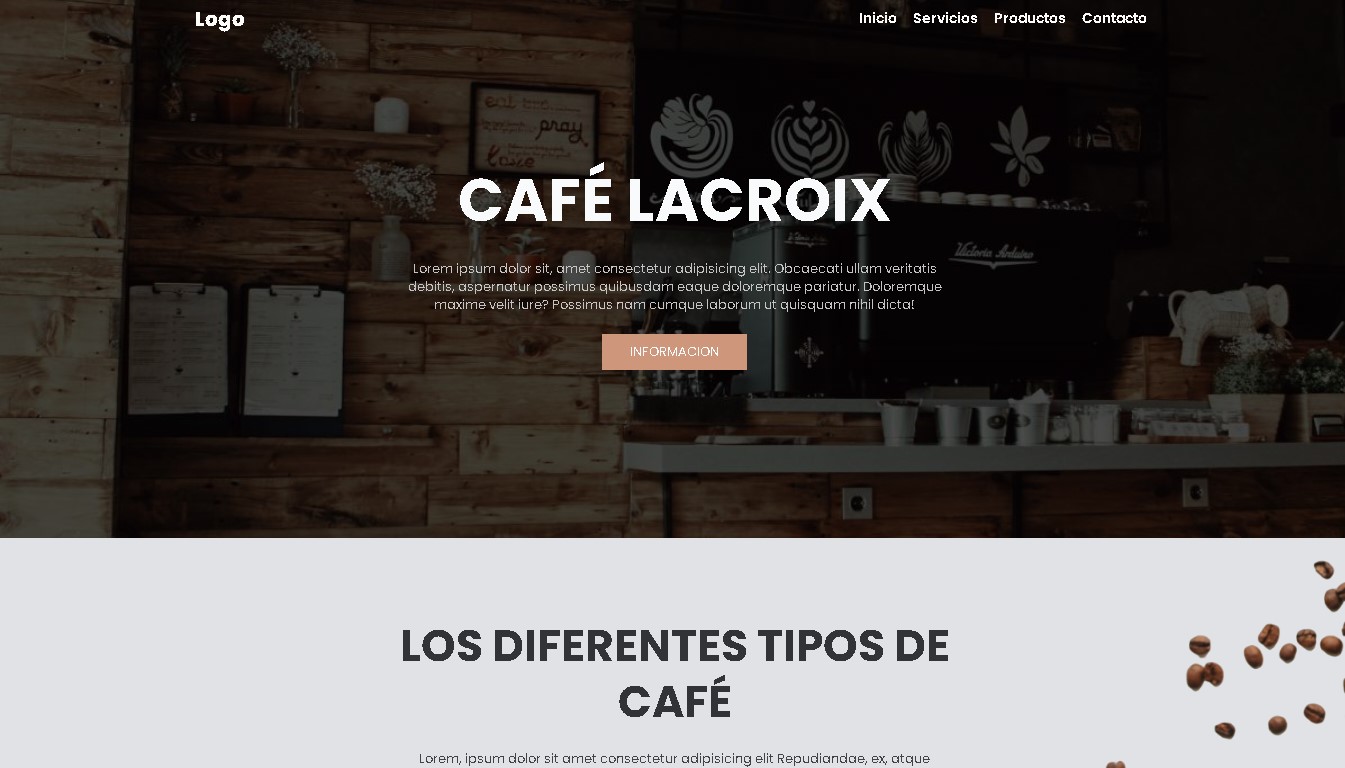 Logo
Inicio Servicios Productos Contacto
eat
pray
love
CAFÉ LACROIX
Victoria Arduino
Lorem ipsum dolor sit, amet consectetur adipisicing elit. Obcaecati ullam veritatis
debitis, aspernatur possimus quibusdam eaque doloremque pariatur. Doloremque
maxime velit iure? Possimus nam cumque laborum ut quisquam nihil dicta!
INFORMACION
LOS DIFERENTES TIPOS DE
CAFÉ
Lorem, ipsum dolor sit amet consectetur adipisicing elit Repudiandae, ex, atque